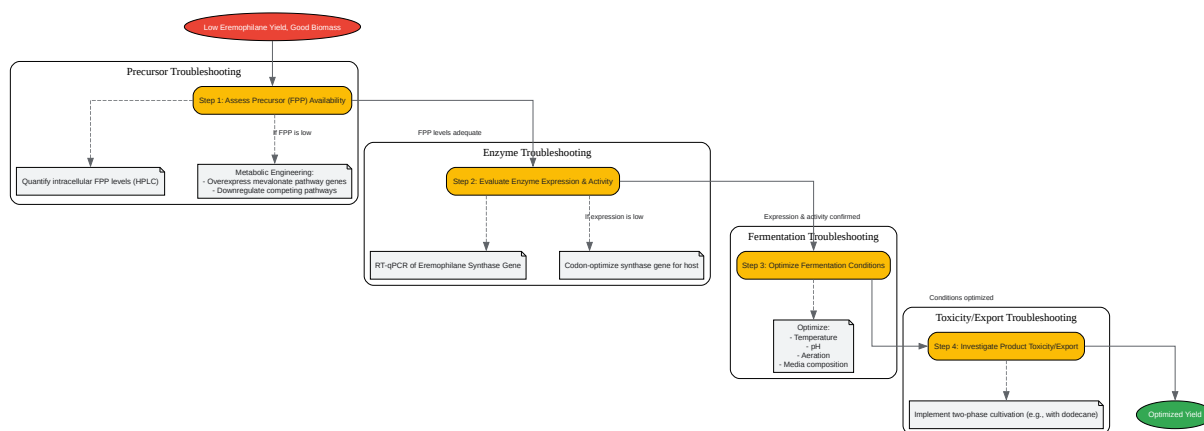 Low Eremophilane Yield, Good Biomass
Precursor Troubleshooting
Step 1: Assess Precursor (FPP) Availability
If FPP is low
FPP levels adequate
Quantify intracellular FPP levels (HPLC)
Metabolic Engineering:
- Overexpress mevalonate pathway genes
- Downregulate competing pathways
Enzyme Troubleshooting
Step 2: Evaluate Enzyme Expression & Activity
If expression is low
Expression & activity confirmed
RT-qPCR of Eremophilane Synthase Gene
Codon-optimize synthase gene for host
Fermentation Troubleshooting
Step 3: Optimize Fermentation Conditions
Conditions optimized
Optimize:
- Temperature
- pH
- Aeration
- Media composition
Toxicity/Export Troubleshooting
Step 4: Investigate Product Toxicity/Export
Implement two-phase cultivation (e.g., with dodecane)
Optimized Yield